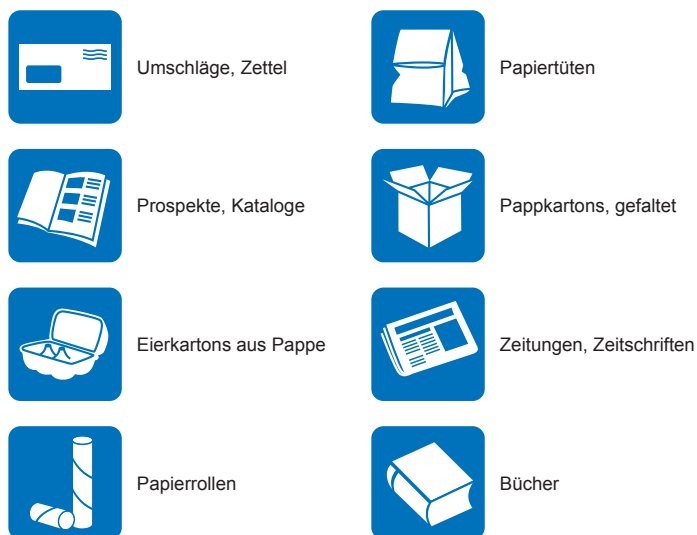 Umschläge, Zettel
Papiertüten
Prospekte, Kataloge
Pappkartons, gefaltet
Eierkartons aus Pappe
Zeitungen, Zeitschriften
Papierrollen
Bücher